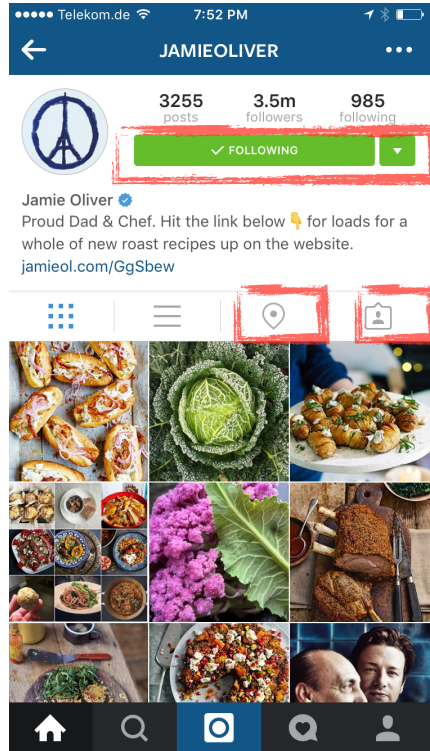 Telekom.de 7:52 PM
JAMIEOLIVER
3255 3.5m 985
posts followers following
FOLLOWING
Jamie Oliver
Proud Dad & Chef. Hit the link below 👇 for loads for a
whole of new roast recipes up on the website.
jamieol.com/GgSbew